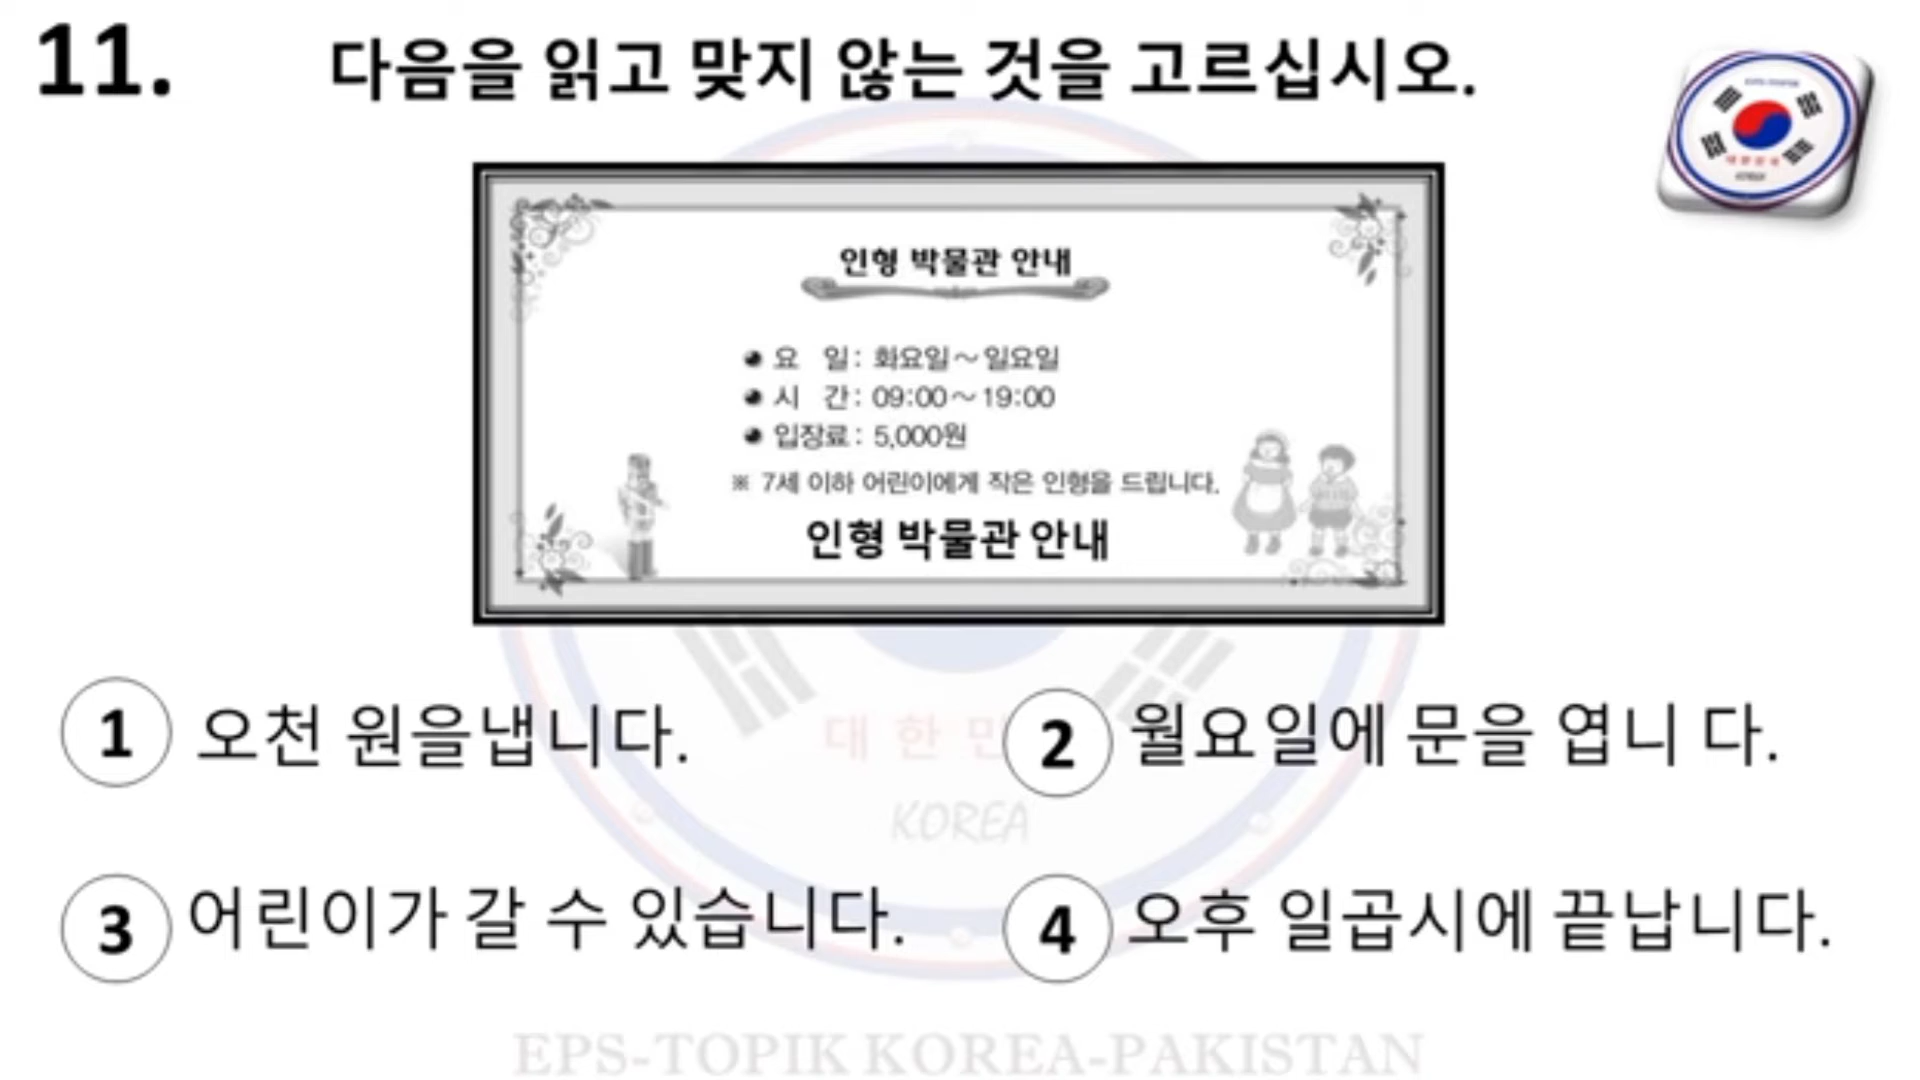 11. 다음을 읽고 맞지 않는 것을 고르십시오.
인형 박물관 안내
요 일: 화요일~일요일
시 간: 09:00~19:00
입장료: 5,000원
※ 7세 이하 어린이에게 작은 인형을 드립니다.
인형 박물관 안내
1 오천 원을냅니다.
2 월요일에 문을 엽니 다.
3 어린이가 갈 수 있습니다.
4 오후 일곱시에 끝납니다.
대 한 민
KOREA
EPS-TOPIK KOREA-PAKISTAN
대한민국
KOREA